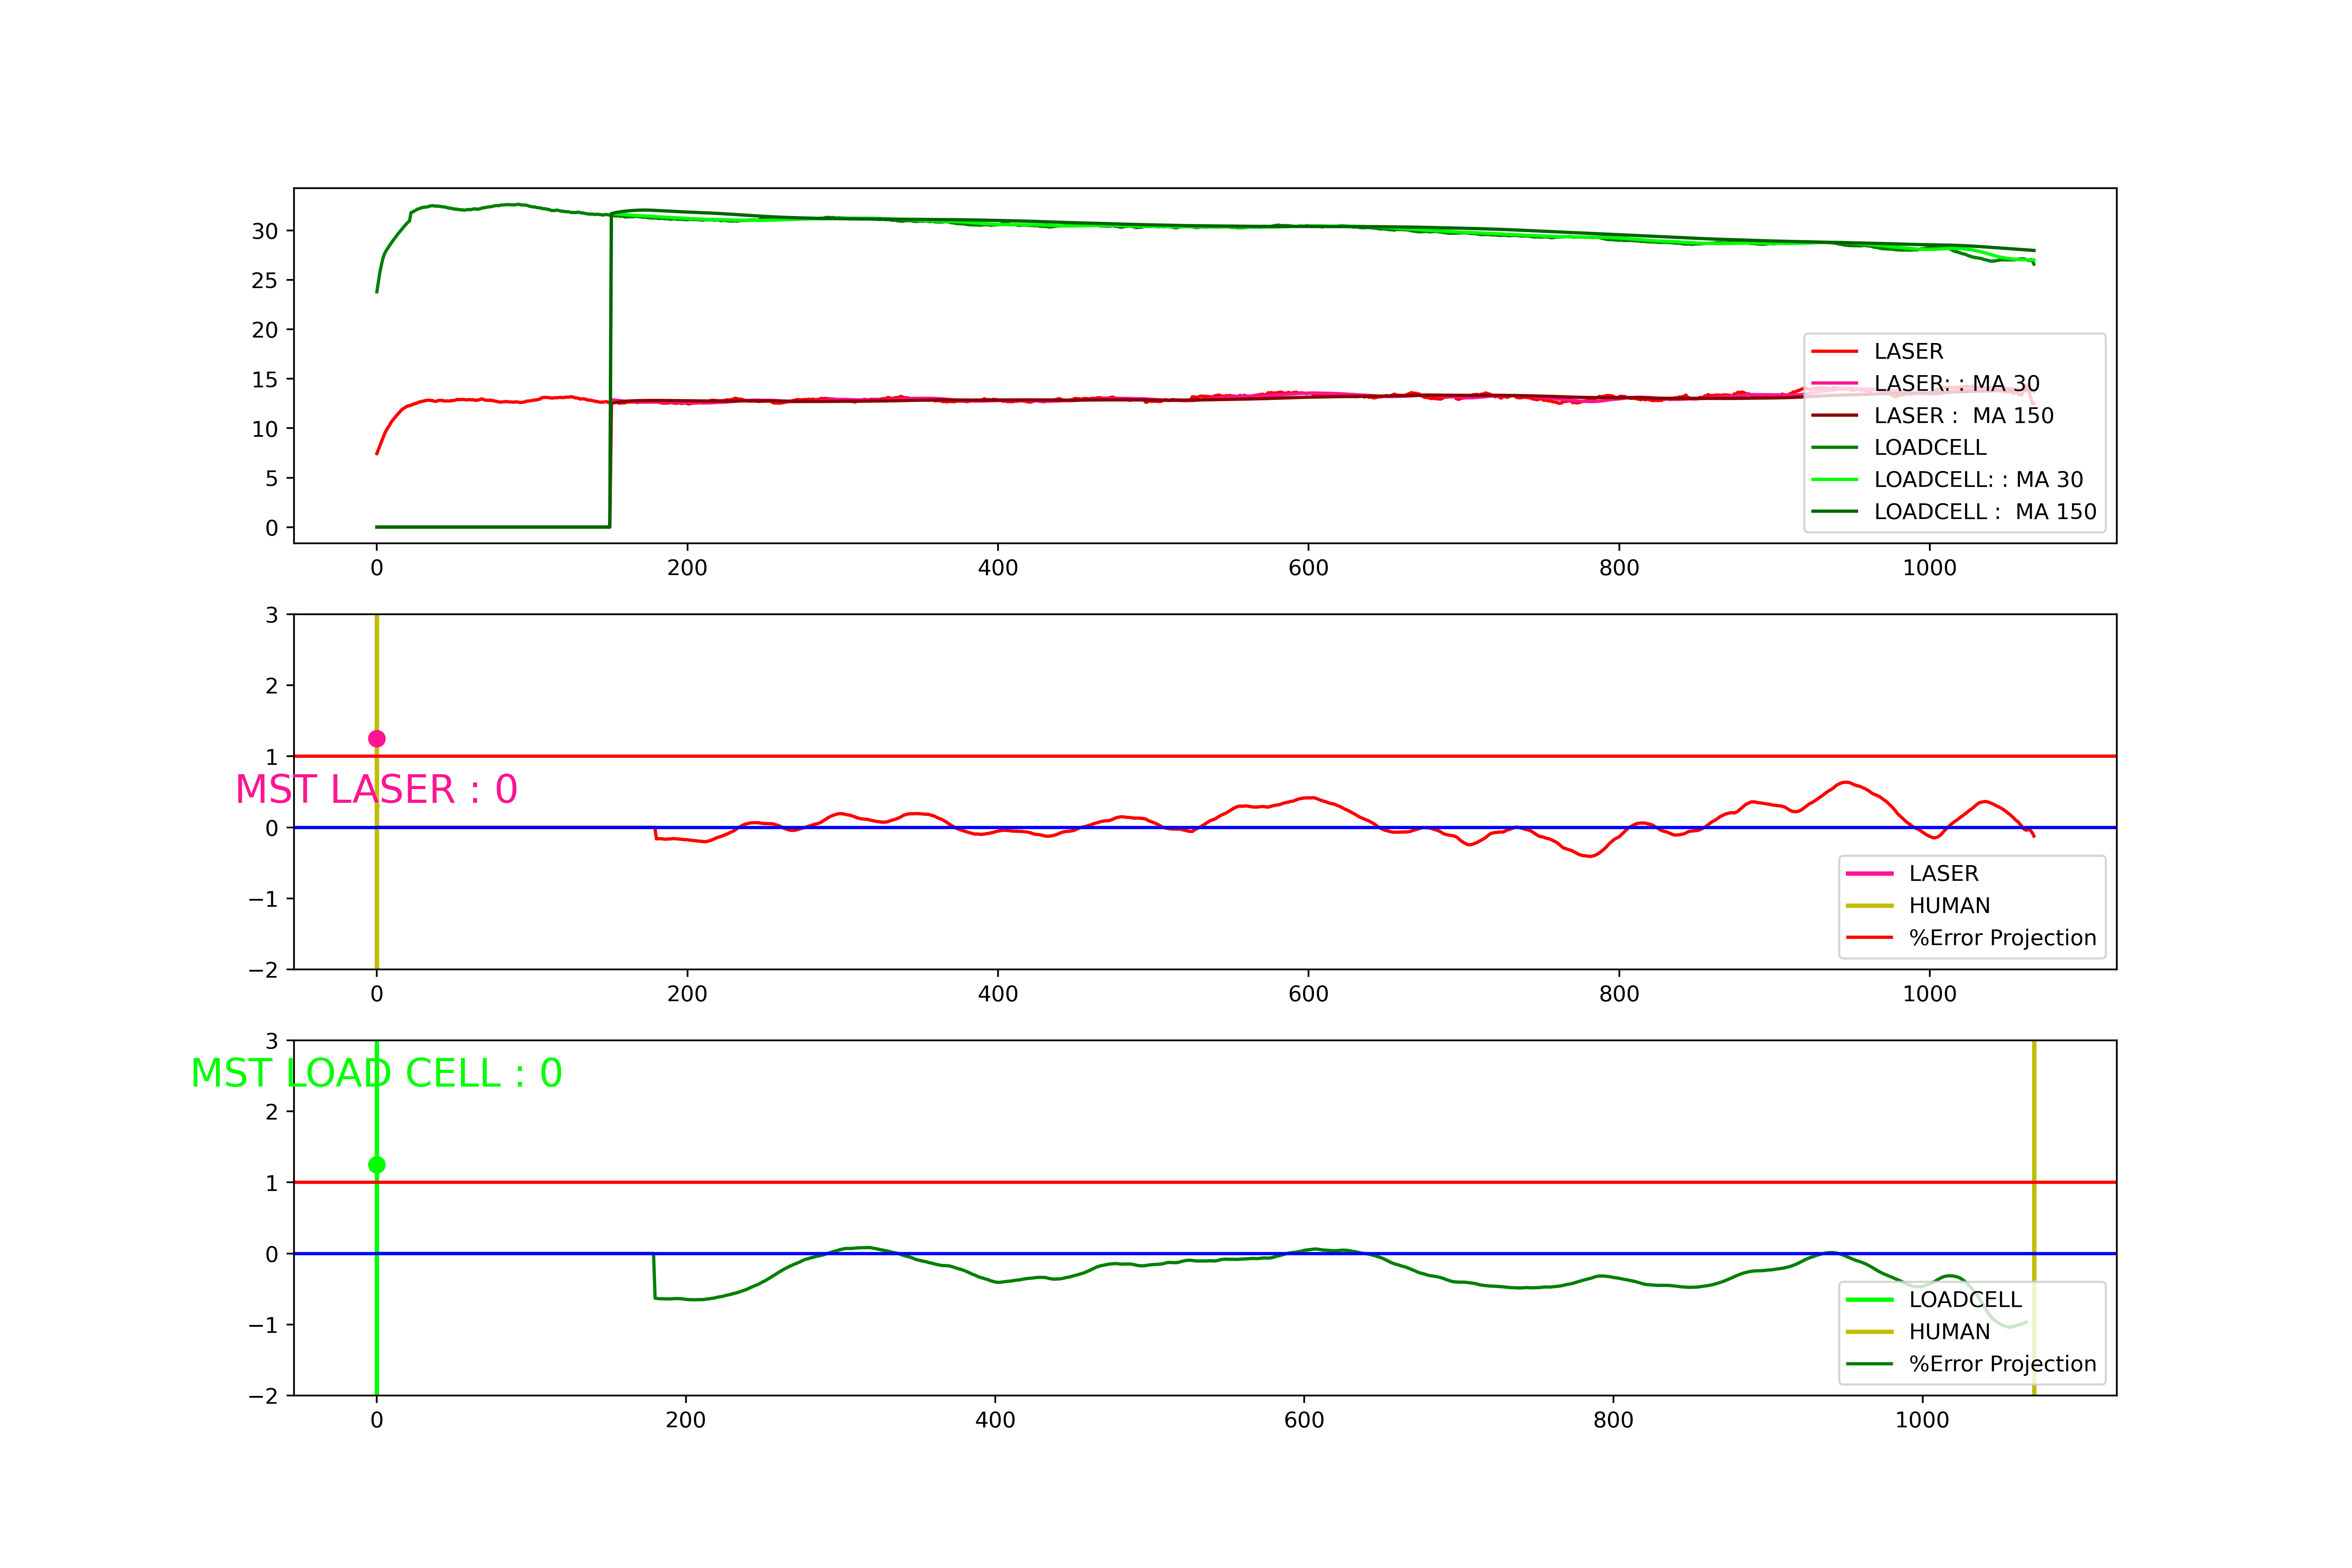 30
25
20
15
10
5
0
LASER
LASER: : MA 30
LASER :  MA 150
LOADCELL
LOADCELL: : MA 30
LOADCELL :  MA 150
0 200 400 600 800 1000
3
2
1
MST LASER : 0
0
−1
−2
LASER
HUMAN
%Error Projection
0 200 400 600 800 1000
3
MST LOAD CELL : 0
2
1
0
−1
−2
LOADCELL
HUMAN
%Error Projection
0 200 400 600 800 1000